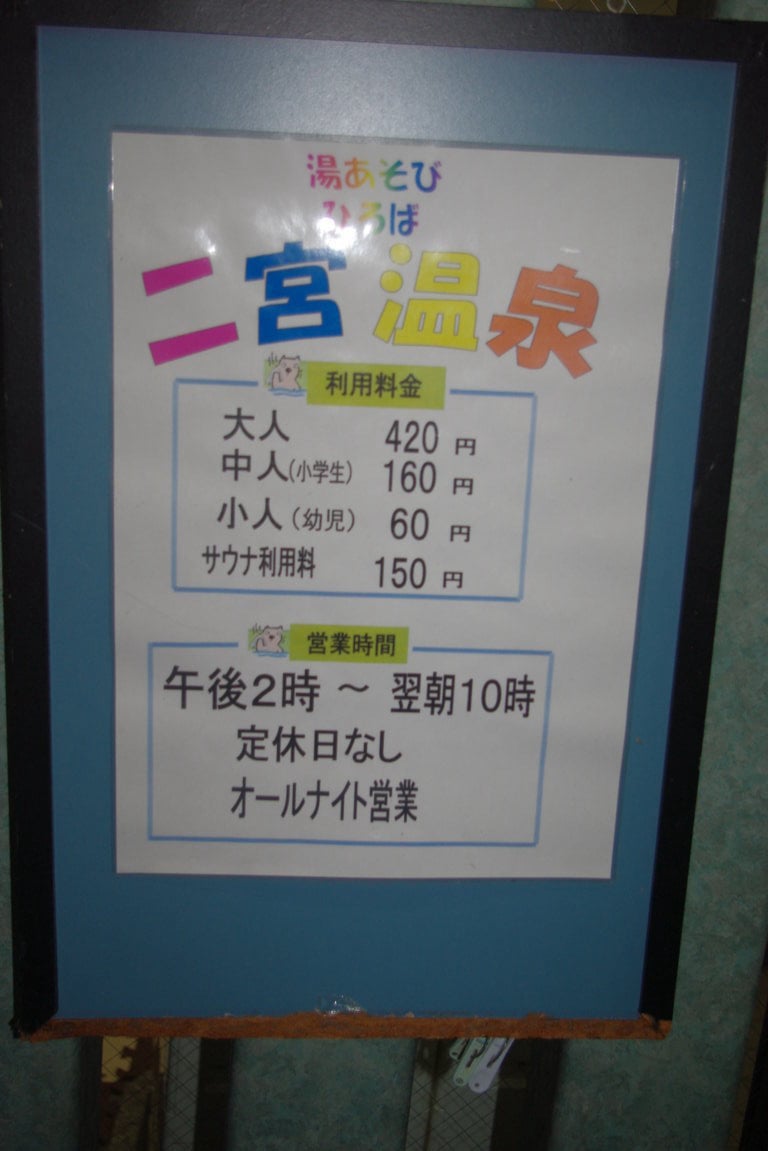 湯あそび
ひろば
二宮温泉
利用料金
大人 420 円
中人(小学生) 160 円
小人(幼児) 60 円
サウナ利用料 150 円
営業時間
午後2時 ～ 翌朝10時
定休日なし
オールナイト営業